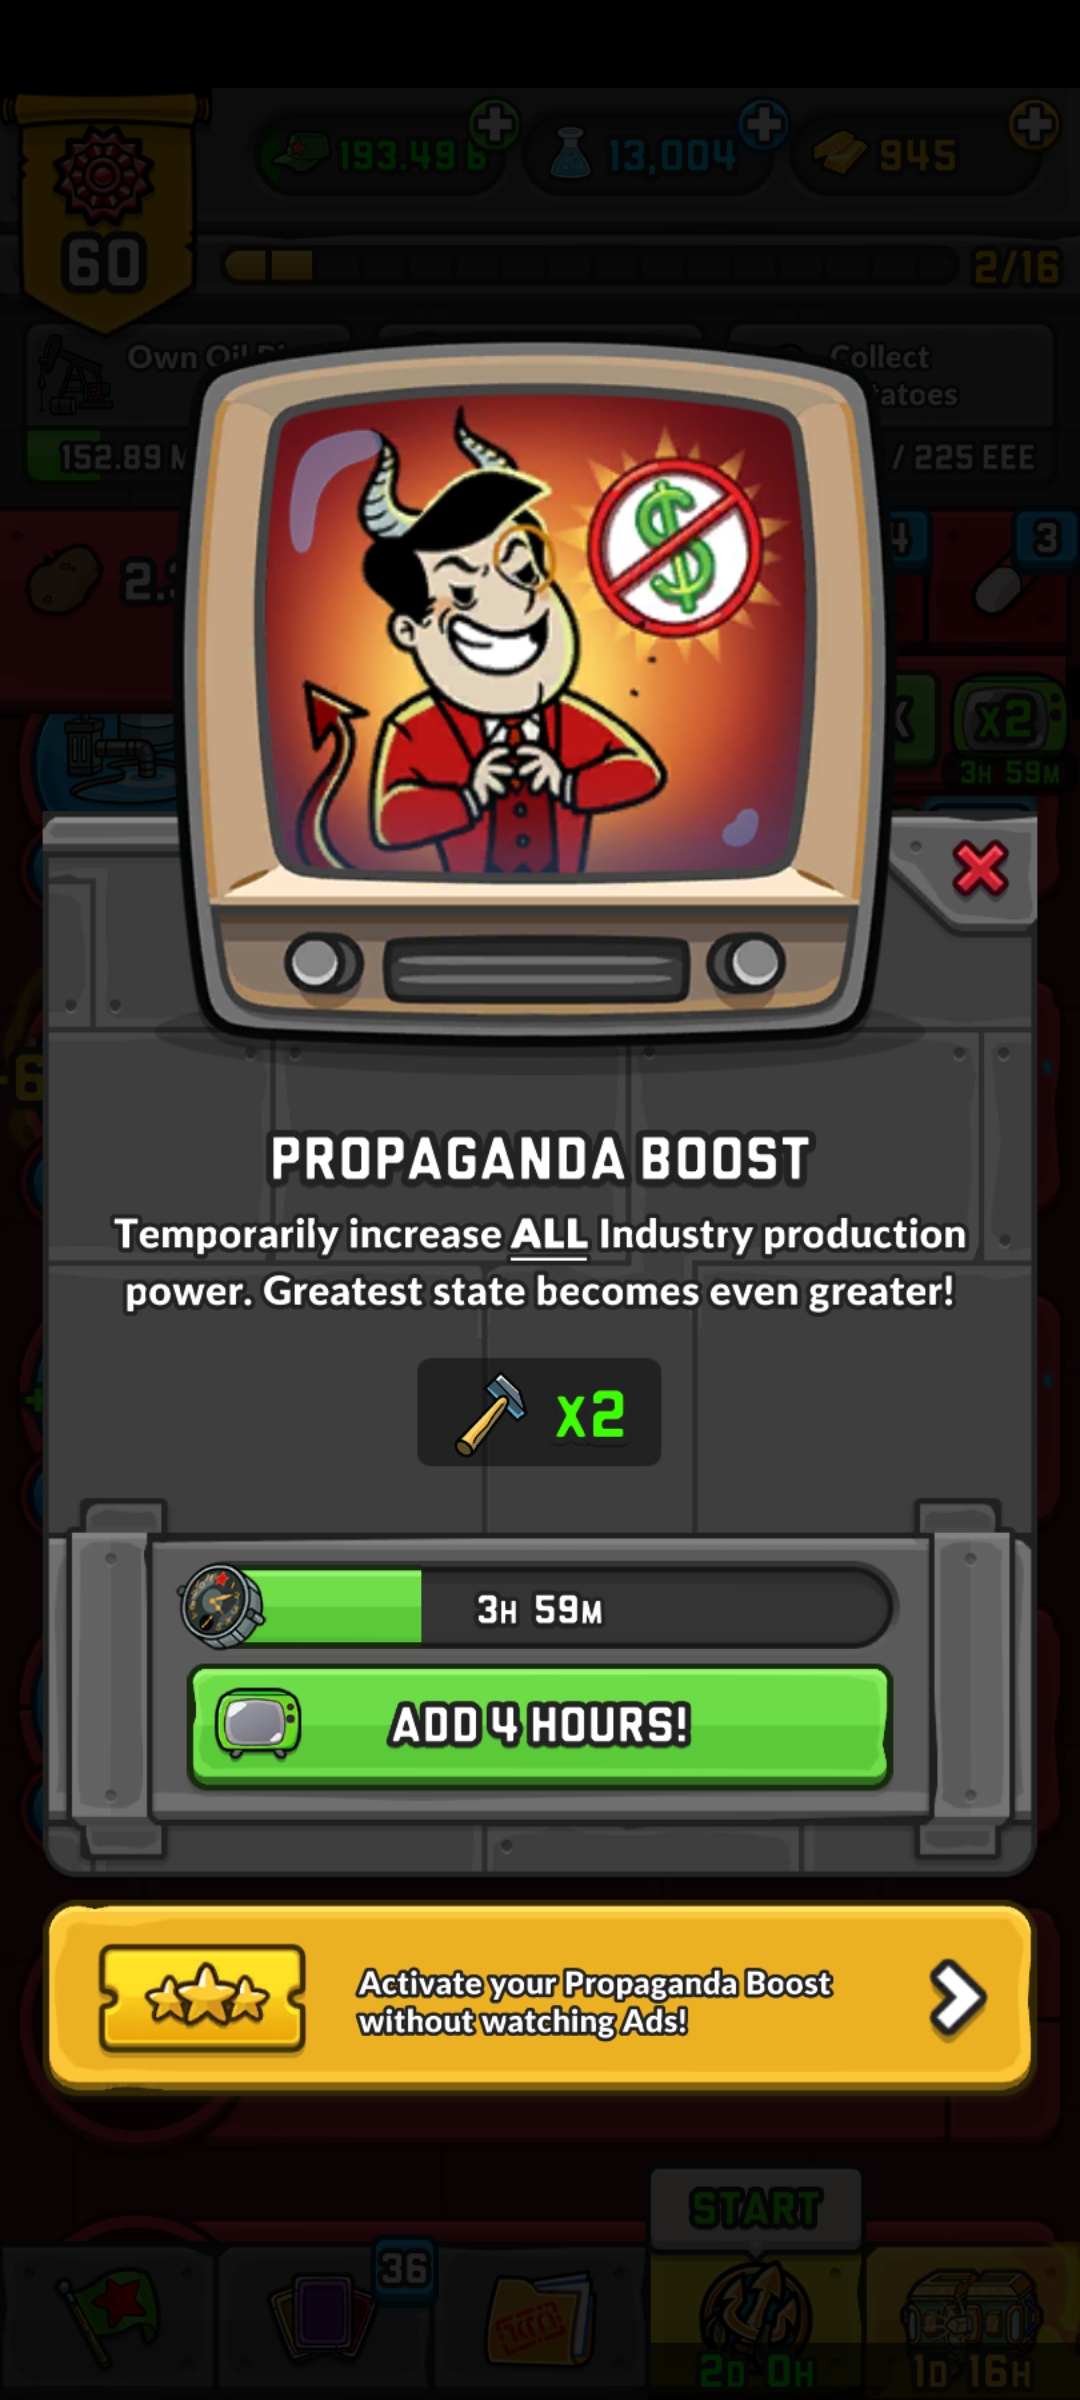 193.49 B
13,004
945
60
2/16
Own Oil
Collect
atoes
152.89
/ 225 EEE
4
3
2.
x2
3H 59M
PROPAGANDA BOOST
Temporarily increase ALL Industry production
power. Greatest state becomes even greater!
x2
3H 59M
ADD 4 HOURS!
Activate your Propaganda Boost
without watching Ads!
START
36
2D 0H
1D 16H